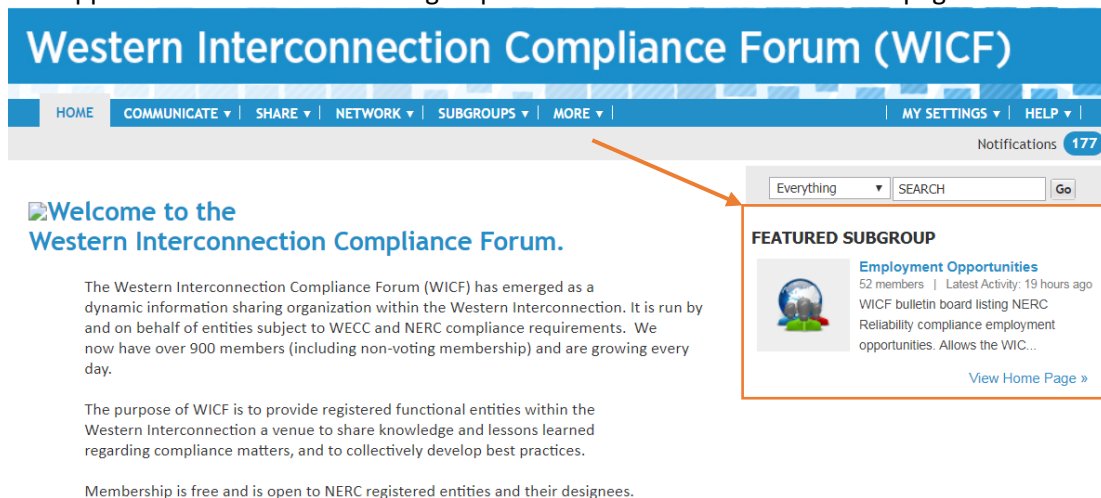 Western Interconnection Compliance Forum (WICF)
HOME COMMUNICATE ▾ | SHARE ▾ | NETWORK ▾ | SUBGROUPS ▾ | MORE ▾ | | MY SETTINGS ▾ | HELP ▾ |
Notifications 177
Everything ▾ SEARCH Go
Welcome to the
Western Interconnection Compliance Forum.
The Western Interconnection Compliance Forum (WICF) has emerged as a
dynamic information sharing organization within the Western Interconnection. It is run by
and on behalf of entities subject to WECC and NERC compliance requirements. We
now have over 900 members (including non-voting membership) and are growing every
day.
The purpose of WICF is to provide registered functional entities within the
Western Interconnection a venue to share knowledge and lessons learned
regarding compliance matters, and to collectively develop best practices.
Membership is free and is open to NERC registered entities and their designees.
FEATURED SUBGROUP
Employment Opportunities
52 members | Latest Activity: 19 hours ago
WICF bulletin board listing NERC
Reliability compliance employment
opportunities. Allows the WIC...
View Home Page »